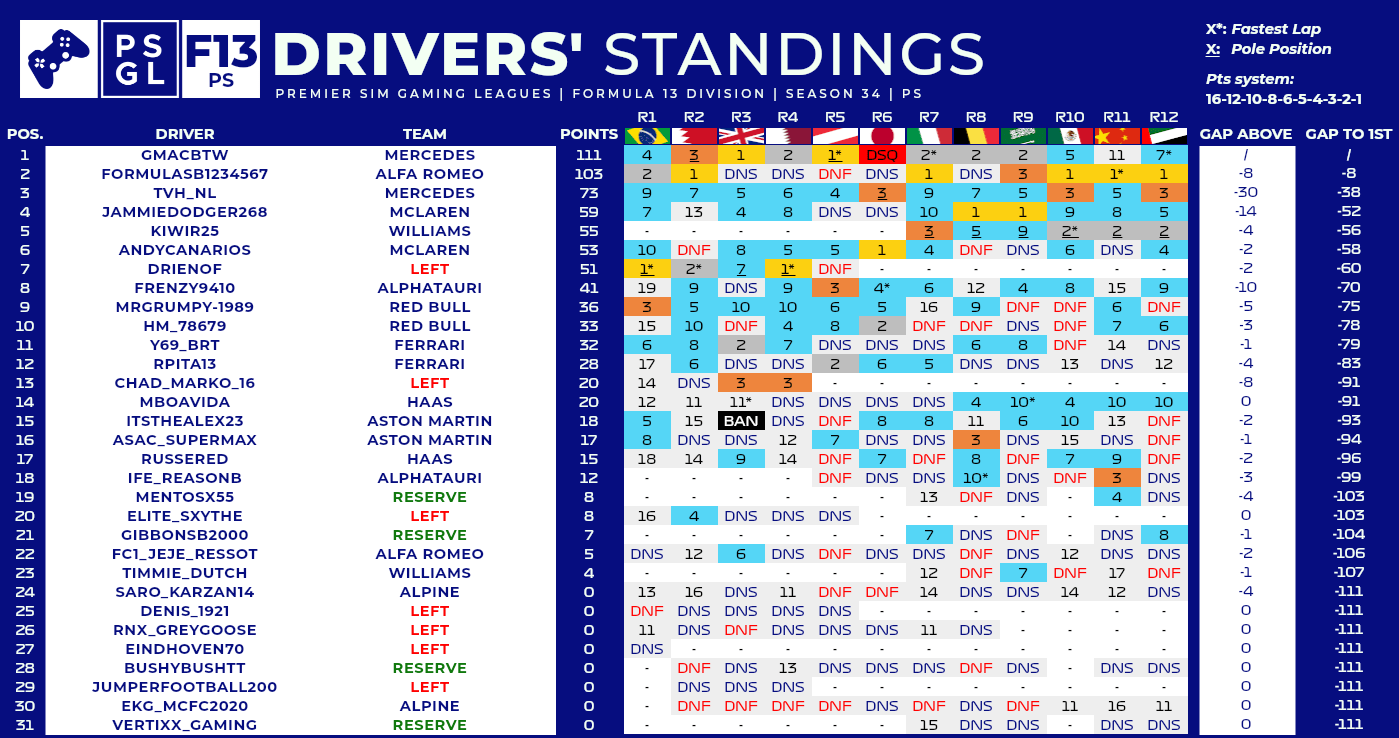 PS
GL
F13
PS
DRIVERS' STANDINGS
PREMIER SIM GAMING LEAGUES | FORMULA 13 DIVISION | SEASON 34 | PS
X*: Fastest Lap
X: Pole Position
Pts system:
16-12-10-8-6-5-4-3-2-1
R1 R2 R3 R4 R5 R6 R7 R8 R9 R10 R11 R12
POS. DRIVER TEAM POINTS GAP ABOVE GAP TO 1ST
1 GMACBTW MERCEDES 111 4 3 1 2 1* DSQ 2* 2 2 5 11 7* / /
2 FORMULASB1234567 ALFA ROMEO 103 2 1 DNS DNS DNF DNS 1 DNS 3 1 1* 1 -8 -8
3 TVH_NL MERCEDES 73 9 7 5 6 4 3 9 7 5 3 5 3 -30 -38
4 JAMMIEDODGER268 MCLAREN 59 7 13 4 8 DNS DNS 10 1 1 9 8 5 -14 -52
5 KIWIR25 WILLIAMS 55 - - - - - - 3 5 9 2* 2 2 -4 -56
6 ANDYCANARIOS MCLAREN 53 10 DNF 8 5 5 1 4 DNF DNS 6 DNS 4 -2 -58
7 DRIENOF LEFT 51 1* 2* 7 1* DNF - - - - - - - -2 -60
8 FRENZY9410 ALPHATAURI 41 19 9 DNS 9 3 4* 6 12 4 8 15 9 -10 -70
9 MRGRUMPY-1989 RED BULL 36 3 5 10 10 6 5 16 9 DNF DNF 6 DNF -5 -75
10 HM_78679 RED BULL 33 15 10 DNF 4 8 2 DNF DNF DNS DNF 7 6 -3 -78
11 Y69_BRT FERRARI 32 6 8 2 7 DNS DNS DNS 6 8 DNF 14 DNS -1 -79
12 RPITA13 FERRARI 28 17 6 DNS DNS 2 6 5 DNS DNS 13 DNS 12 -4 -83
13 CHAD_MARKO_16 LEFT 20 14 DNS 3 3 - - - - - - - - -8 -91
14 MBOAVIDA HAAS 20 12 11 11* DNS DNS DNS DNS 4 10* 4 10 10 0 -91
15 ITSTHEALEX23 ASTON MARTIN 18 5 15 BAN DNS DNF 8 8 11 6 10 13 DNF -2 -93
16 ASAC_SUPERMAX ASTON MARTIN 17 8 DNS DNS 12 7 DNS DNS 3 DNS 15 DNS DNF -1 -94
17 RUSSERED HAAS 15 18 14 9 14 DNF 7 DNF 8 DNF 7 9 DNF -2 -96
18 IFE_REASONB ALPHATAURI 12 - - - - DNF DNS DNS 10* DNS DNF 3 DNS -3 -99
19 MENTOSX55 RESERVE 8 - - - - - - 13 DNF DNS - 4 DNS -4 -103
20 ELITE_SXYTHE LEFT 8 16 4 DNS DNS DNS - - - - - - - 0 -103
21 GIBBONSB2000 RESERVE 7 - - - - - - 7 DNS DNF - DNS 8 -1 -104
22 FC1_JEJE_RESSOT ALFA ROMEO 5 DNS 12 6 DNS DNF DNS DNS DNF DNS 12 DNS DNS -2 -106
23 TIMMIE_DUTCH WILLIAMS 4 - - - - - - 12 DNF 7 DNF 17 DNF -1 -107
24 SARO_KARZAN14 ALPINE 0 13 16 DNS 11 DNF DNF 14 DNS DNS 14 12 DNS -4 -111
25 DENIS_1921 LEFT 0 DNF DNS DNS DNS DNS - - - - - - - 0 -111
26 RNX_GREYGOOSE LEFT 0 11 DNS DNF DNS DNS DNS 11 DNS - - - - 0 -111
27 EINDHOVEN70 LEFT 0 DNS - - - - - - - - - - - 0 -111
28 BUSHYBUSHTT RESERVE 0 - DNF DNS 13 DNS DNS DNS DNF DNS - DNS DNS 0 -111
29 JUMPERFOOTBALL200 LEFT 0 - DNS DNS DNS - - - - - - - - 0 -111
30 EKG_MCFC2020 ALPINE 0 - DNF DNF DNF DNF DNS DNF DNS DNF 11 16 11 0 -111
31 VERTIXX_GAMING RESERVE 0 - - - - - - 15 DNS DNS - DNS DNS 0 -111